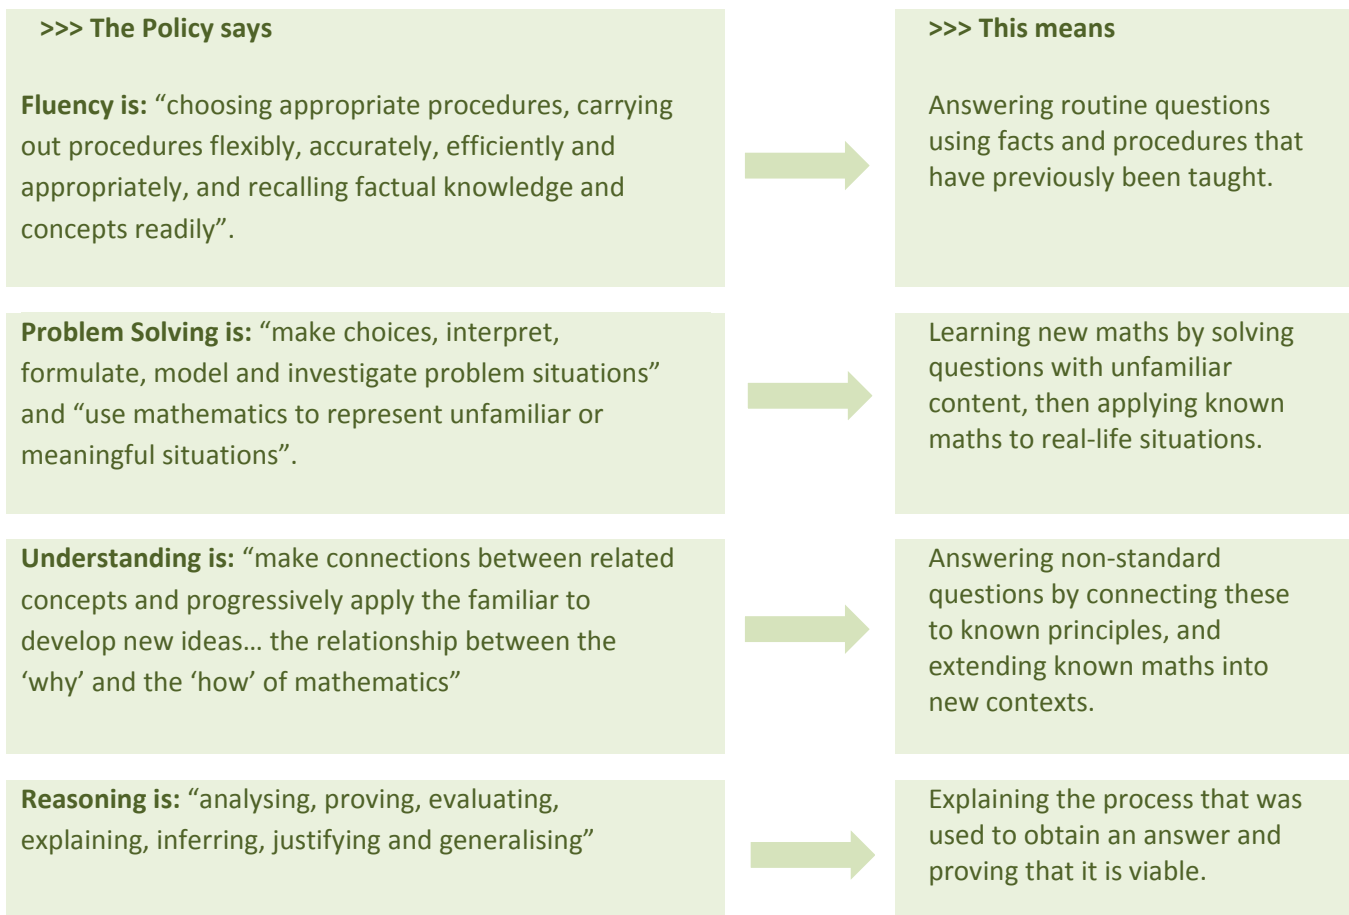 >>> The Policy says
>>> This means
Fluency is: “choosing appropriate procedures, carrying
out procedures flexibly, accurately, efficiently and
appropriately, and recalling factual knowledge and
concepts readily”.
Answering routine questions
using facts and procedures that
have previously been taught.
Problem Solving is: “make choices, interpret,
formulate, model and investigate problem situations”
and “use mathematics to represent unfamiliar or
meaningful situations”.
Learning new maths by solving
questions with unfamiliar
content, then applying known
maths to real-life situations.
Understanding is: “make connections between related
concepts and progressively apply the familiar to
develop new ideas… the relationship between the
‘why’ and the ‘how’ of mathematics”
Answering non-standard
questions by connecting these
to known principles, and
extending known maths into
new contexts.
Reasoning is: “analysing, proving, evaluating,
explaining, inferring, justifying and generalising”
Explaining the process that was
used to obtain an answer and
proving that it is viable.